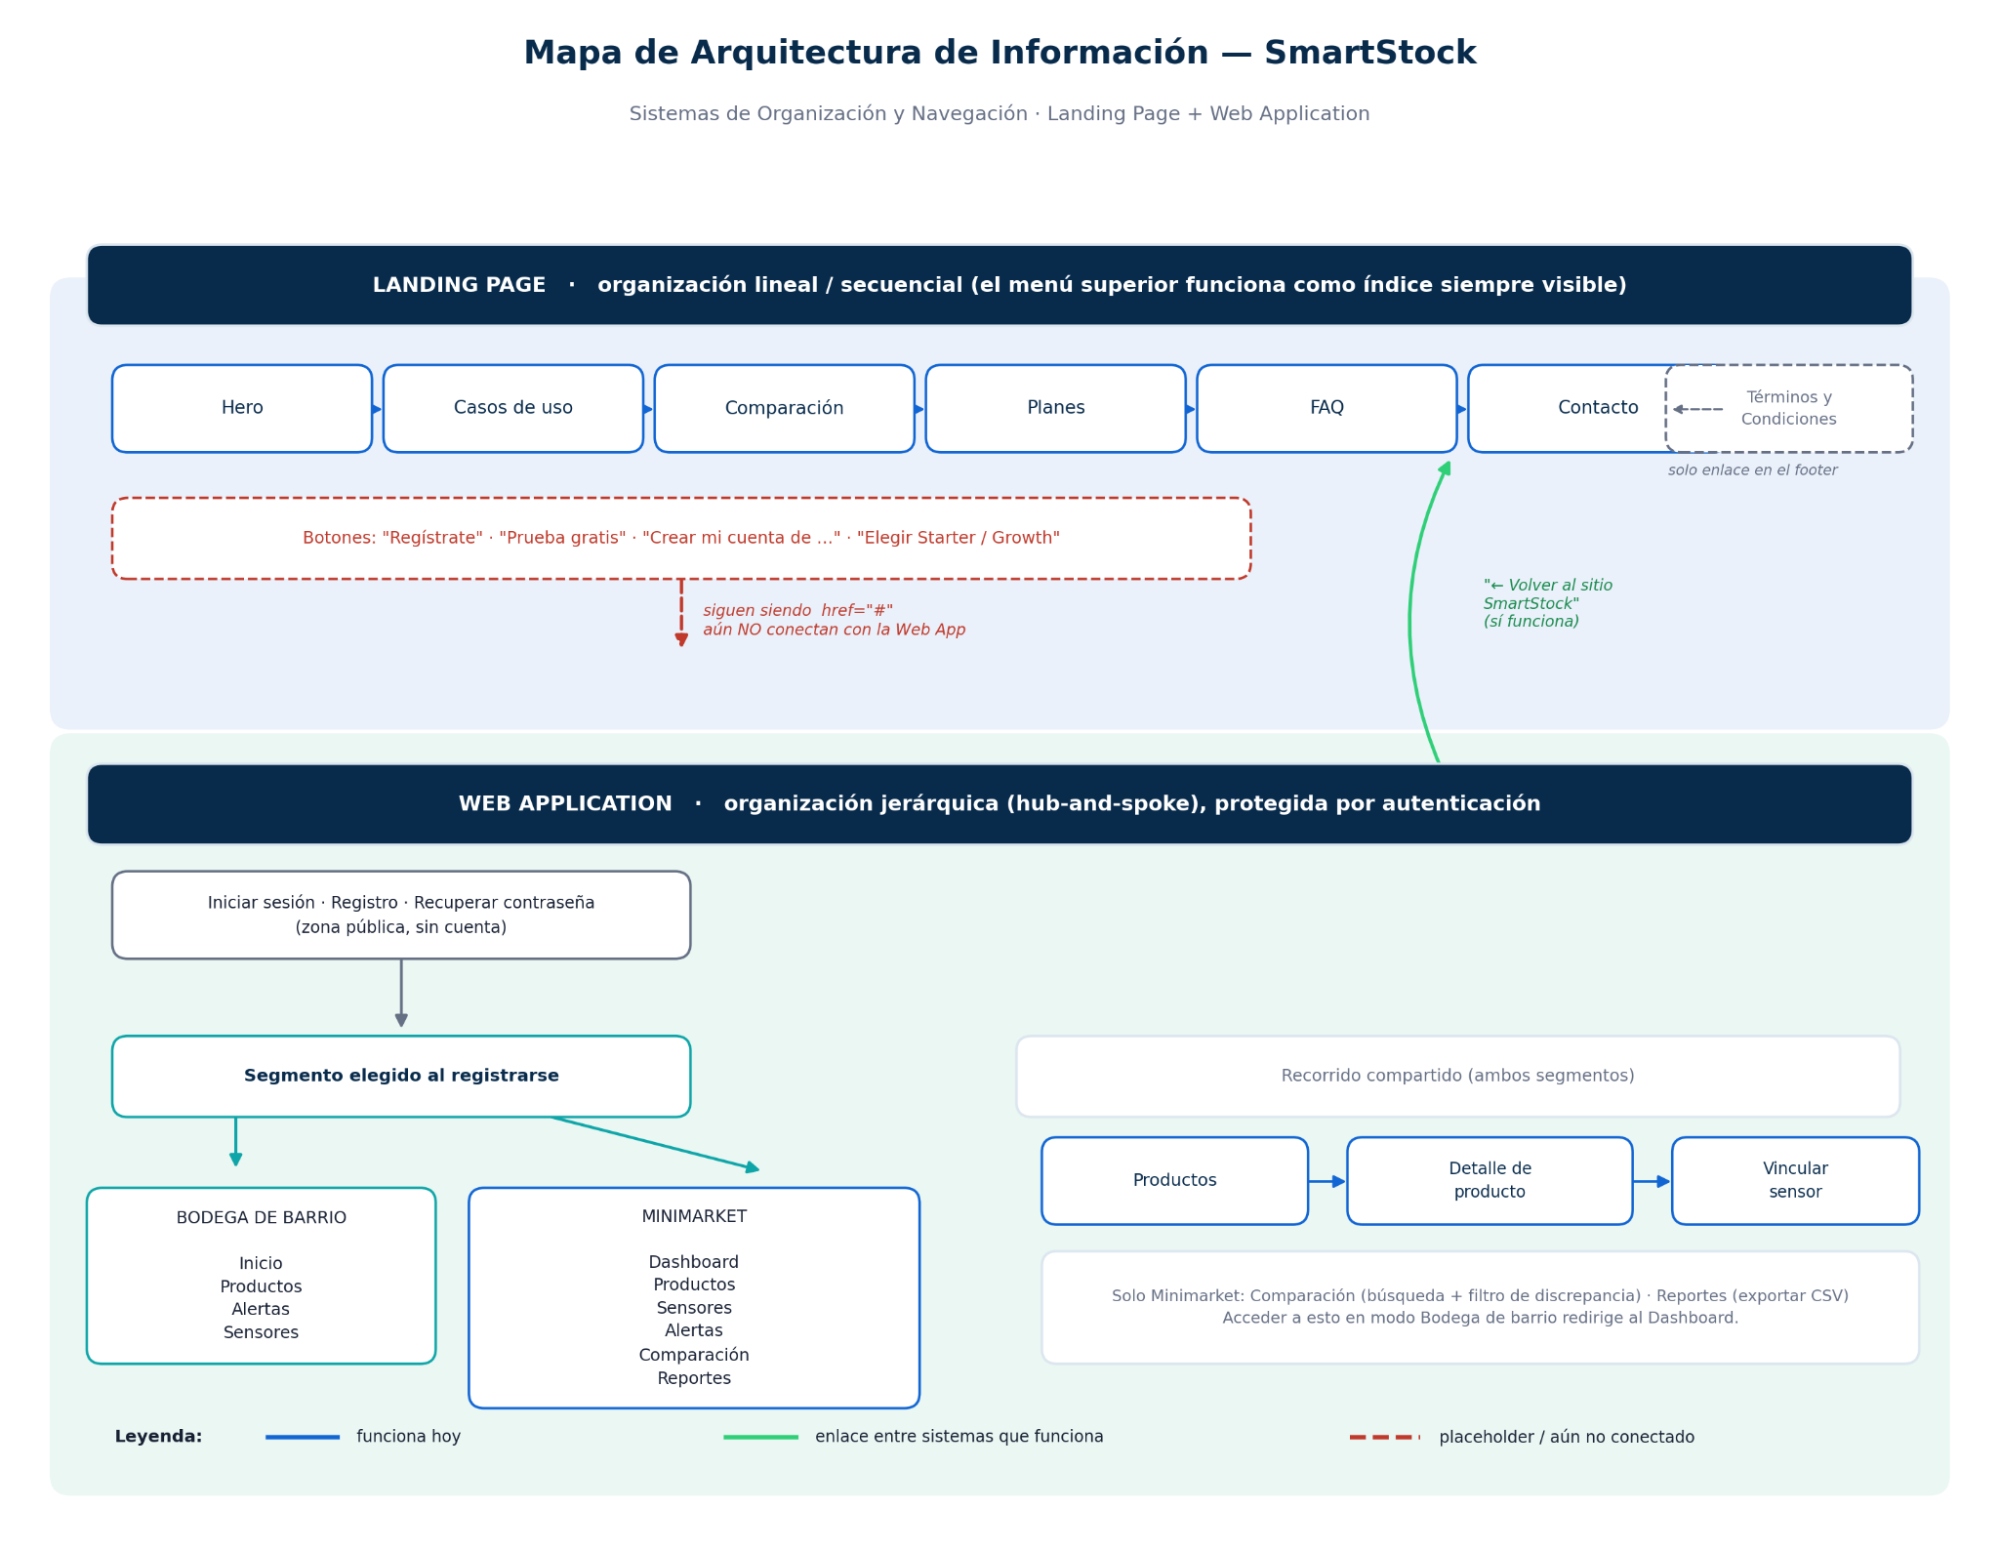 Mapa de Arquitectura de Información — SmartStock
Sistemas de Organización y Navegación · Landing Page + Web Application
LANDING PAGE · organización lineal / secuencial (el menú superior funciona como índice siempre visible)
Hero
Casos de uso
Comparación
Planes
FAQ
Contacto
Términos y
Condiciones
solo enlace en el footer
Botones: "Regístrate" · "Prueba gratis" · "Crear mi cuenta de ..." · "Elegir Starter / Growth"
siguen siendo href="#"
aún NO conectan con la Web App
"← Volver al sitio
SmartStock"
(sí funciona)
WEB APPLICATION · organización jerárquica (hub-and-spoke), protegida por autenticación
Iniciar sesión · Registro · Recuperar contraseña
(zona pública, sin cuenta)
Segmento elegido al registrarse
Recorrido compartido (ambos segmentos)
Productos
Detalle de
producto
Vincular
sensor
BODEGA DE BARRIO
Inicio
Productos
Alertas
Sensores
MINIMARKET
Dashboard
Productos
Sensores
Alertas
Comparación
Reportes
Solo Minimarket: Comparación (búsqueda + filtro de discrepancia) · Reportes (exportar CSV)
Acceder a esto en modo Bodega de barrio redirige al Dashboard.
Leyenda:
funciona hoy
enlace entre sistemas que funciona
placeholder / aún no conectado